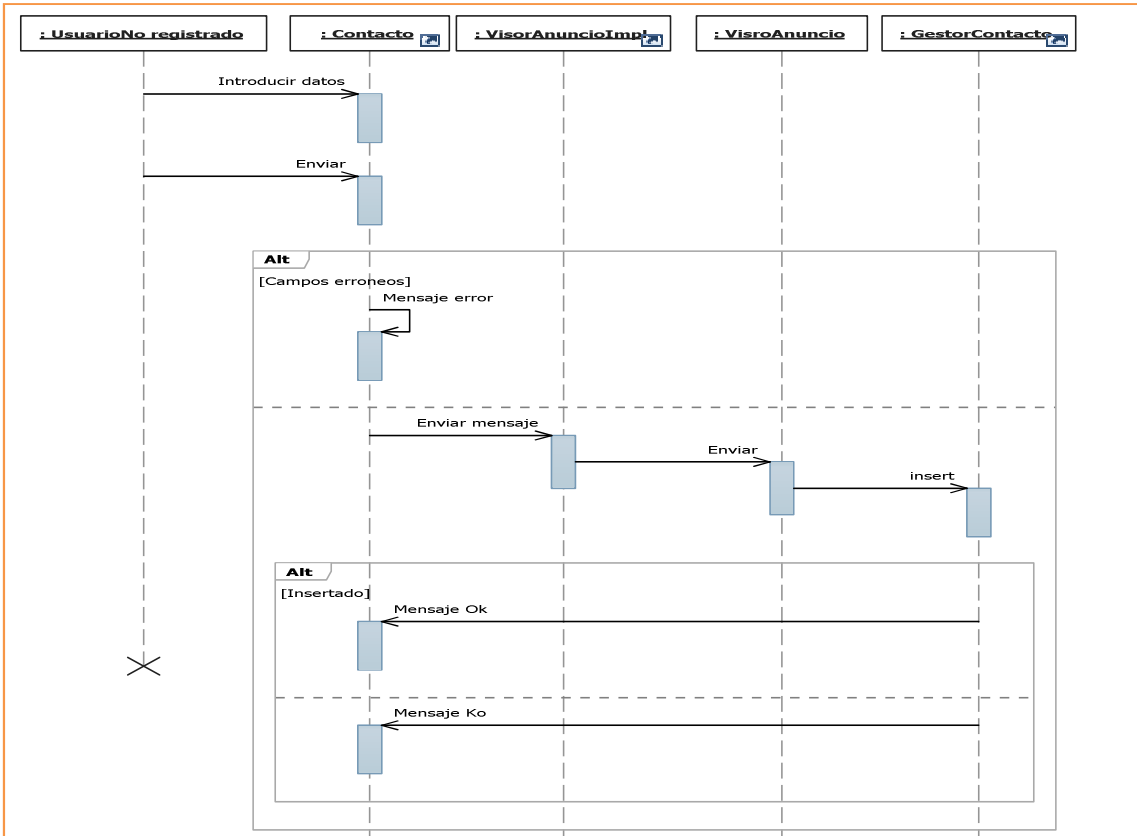 : UsuarioNo registrado
: Contacto
: VisorAnuncioImpl
: VisroAnuncio
: GestorContacto
Introducir datos
Enviar
Alt
[Campos erroneos]
Mensaje error
Enviar mensaje
Enviar
insert
Alt
[Insertado]
Mensaje Ok
Mensaje Ko